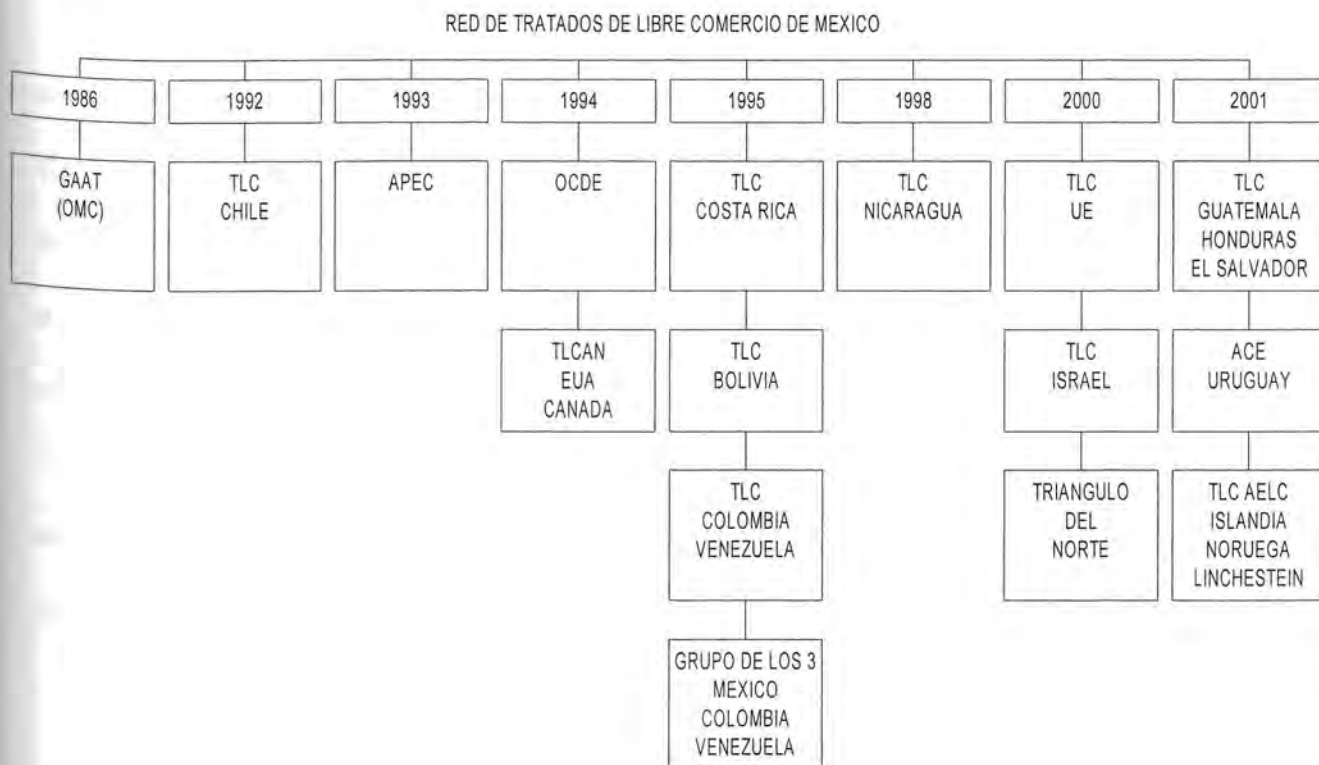 RED DE TRATADOS DE LIBRE COMERCIO DE MEXICO
1986
1992
1993
1994
1995
1998
2000
2001
GAAT
(OMC)
TLC
CHILE
APEC
OCDE
TLC
COSTA RICA
TLC
NICARAGUA
TLC
UE
TLC
GUATEMALA
HONDURAS
EL SALVADOR
TLCAN
EUA
CANADA
TLC
BOLIVIA
TLC
ISRAEL
ACE
URUGUAY
TLC
COLOMBIA
VENEZUELA
TRIANGULO
DEL
NORTE
TLC AELC
ISLANDIA
NORUEGA
LINCHESTEIN
GRUPO DE LOS 3
MEXICO
COLOMBIA
VENEZUELA